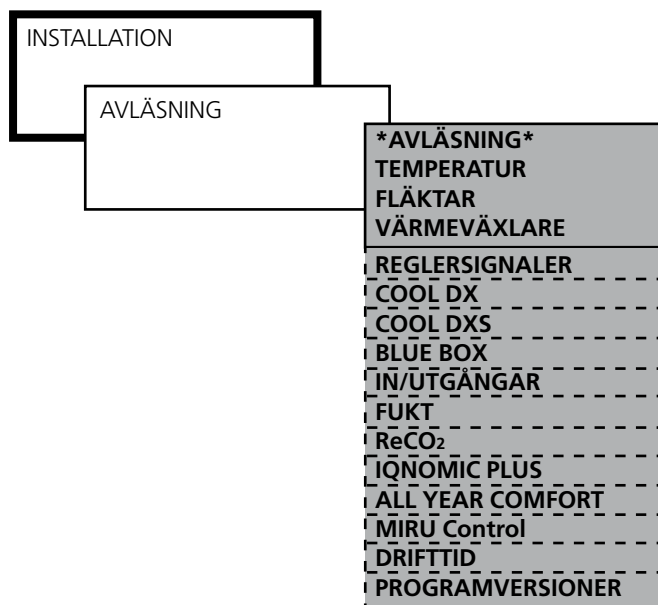 INSTALLATION
AVLÄSNING
*AVLÄSNING*
TEMPERATUR
FLÄKTAR
VÄRMEVÄXLARE
REGLERSIGNALER
COOL DX
COOL DXS
BLUE BOX
IN/UTGÅNGAR
FUKT
ReCO₂
IQNOMIC PLUS
ALL YEAR COMFORT
MIRU Control
DRIFTTID
PROGRAMVERSIONER